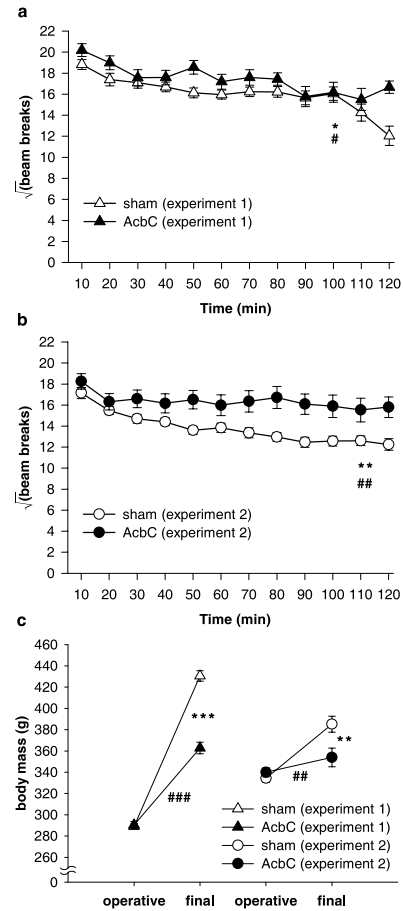 a
22
20
18
16
14
12
10
8
6
4
2
0
√(beam breaks)
*
#
sham (experiment 1)
AcbC (experiment 1)
10 20 30 40 50 60 70 80 90 100 110 120
Time (min)
b
22
20
18
16
14
12
10
8
6
4
2
0
√(beam breaks)
**
##
sham (experiment 2)
AcbC (experiment 2)
10 20 30 40 50 60 70 80 90 100 110 120
Time (min)
c
460
440
420
400
380
360
340
320
300
280
260
0
body mass (g)
***
###
**
##
sham (experiment 1)
AcbC (experiment 1)
sham (experiment 2)
AcbC (experiment 2)
operative final operative final